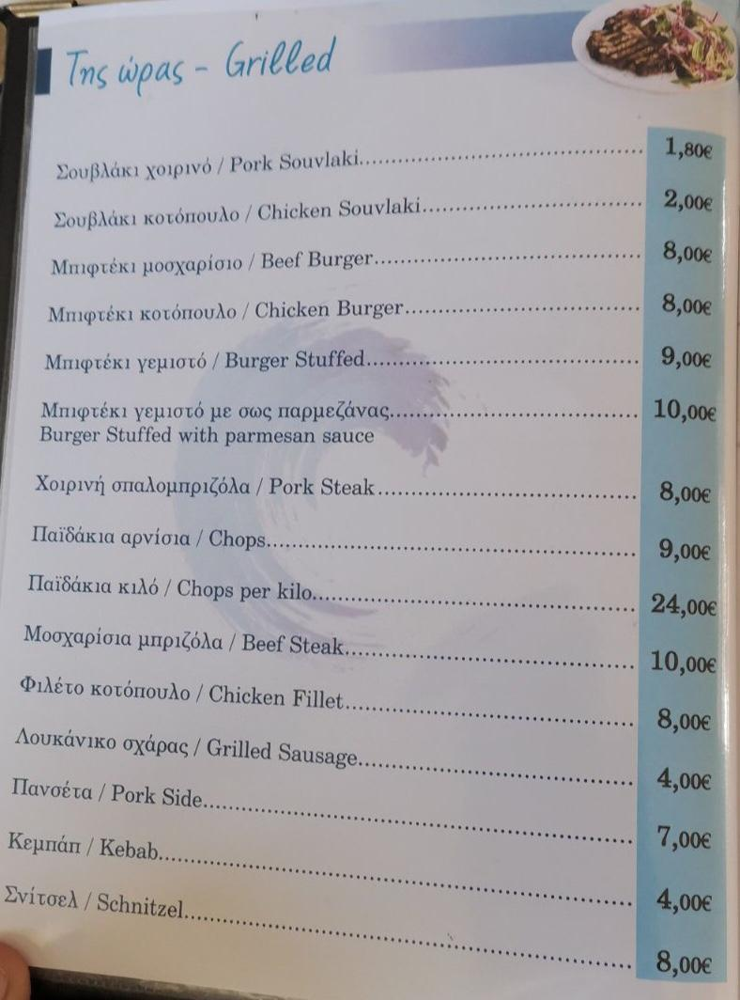 Της ώρας - Grilled
Σουβλάκι χοιρινό / Pork Souvlaki........ 1,80€
Σουβλάκι κοτόπουλο / Chicken Souvlaki........ 2,00€
Μπιφτέκι μοσχαρίσιο / Beef Burger........ 8,00€
Μπιφτέκι κοτόπουλο / Chicken Burger........ 8,00€
Μπιφτέκι γεμιστό / Burger Stuffed........ 9,00€
Μπιφτέκι γεμιστό με σως παρμεζάνας........ 10,00€
Burger Stuffed with parmesan sauce
Χοιρινή σπαλομπριζόλα / Pork Steak........ 8,00€
Παϊδάκια αρνίσια / Chops........ 9,00€
Παϊδάκια κιλό / Chops per kilo........ 24,00€
Μοσχαρίσια μπριζόλα / Beef Steak........ 10,00€
Φιλέτο κοτόπουλο / Chicken Fillet........ 8,00€
Λουκάνικο σχάρας / Grilled Sausage........ 4,00€
Πανσέτα / Pork Side........ 7,00€
Κεμπάπ / Kebab........ 4,00€
Σνίτσελ / Schnitzel........ 8,00€